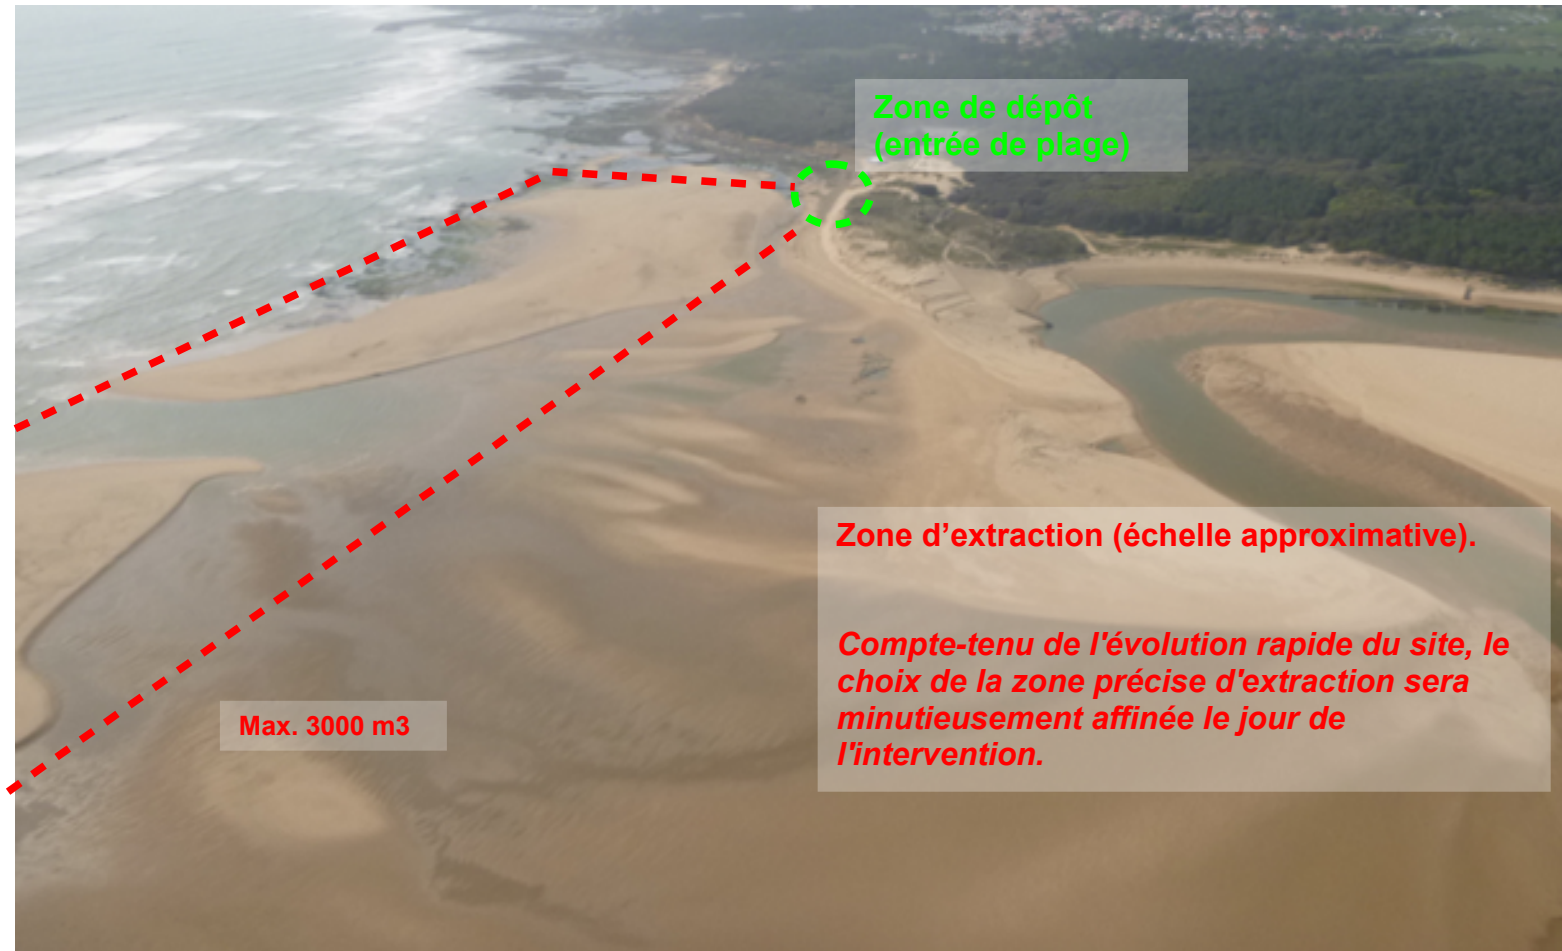 Zone de dépôt
(entrée de plage)
Zone d’extraction (échelle approximative).
Compte-tenu de l'évolution rapide du site, le
choix de la zone précise d'extraction sera
minutieusement affinée le jour de
l'intervention.
Max. 3000 m3